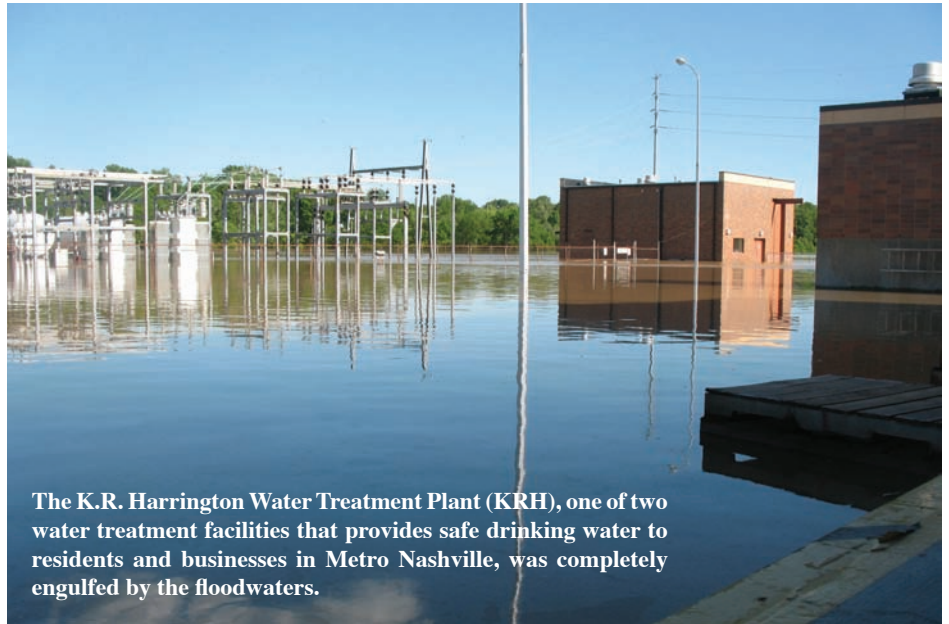 The K.R. Harrington Water Treatment Plant (KRH), one of two
water treatment facilities that provides safe drinking water to
residents and businesses in Metro Nashville, was completely
engulfed by the floodwaters.